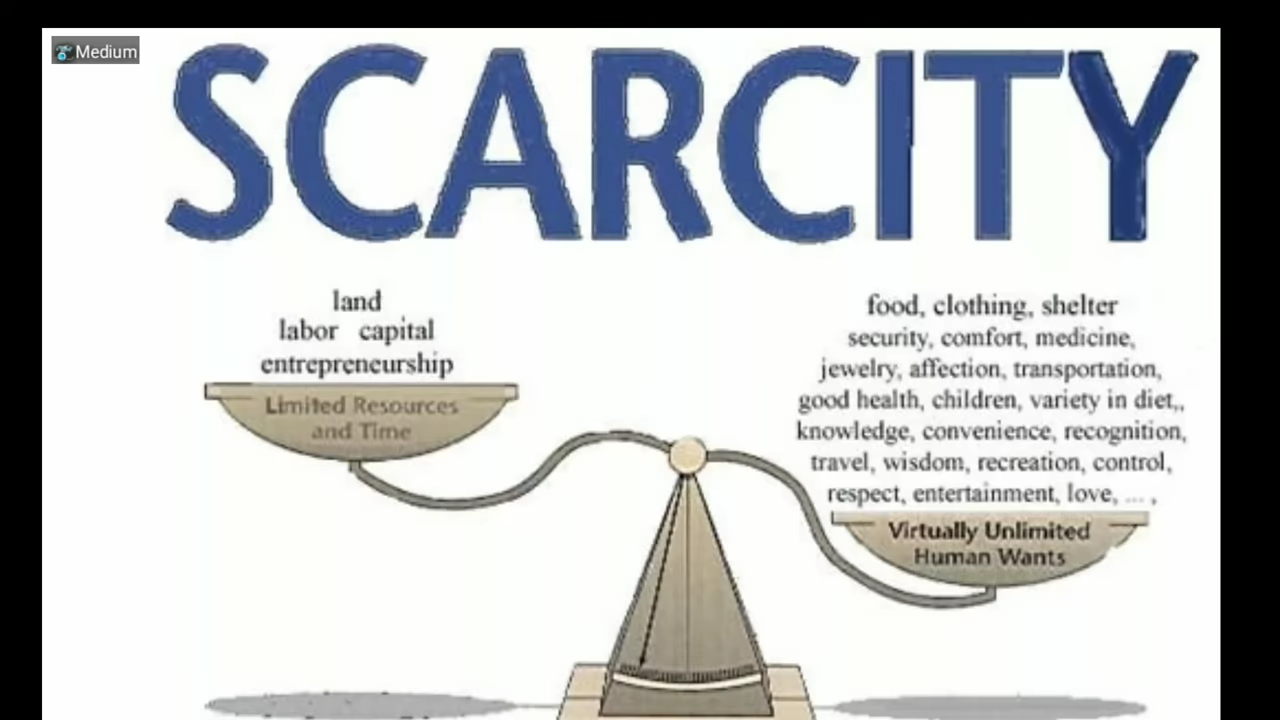 Medium
SCARCITY
land
labor capital
entrepreneurship
Limited Resources
and Time
food, clothing, shelter
security, comfort, medicine,
jewelry, affection, transportation,
good health, children, variety in diet,,
knowledge, convenience, recognition,
travel, wisdom, recreation, control,
respect, entertainment, love, ... ,
Virtually Unlimited
Human Wants